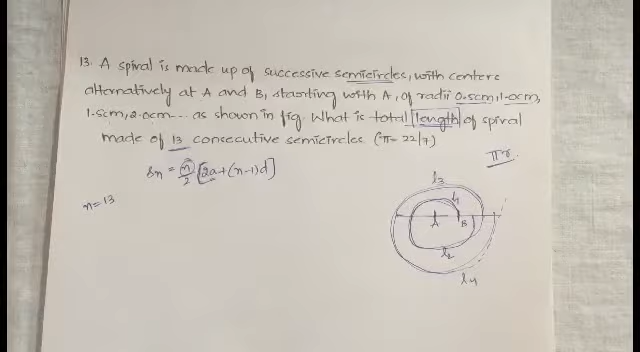 13. A spiral is made up of successive semicircles, with centers
alternatively at A and B, starting with A, of radii 0.5cm, 1.0cm,
1.5cm, 2.0cm... as shown in fig. What is total length of spiral
made of 13 consecutive semicircles. (π = 22/7)
πr
Sn = n/2 [2a+(n-1)d]
n=13
l3
l1
A B
l2
l4